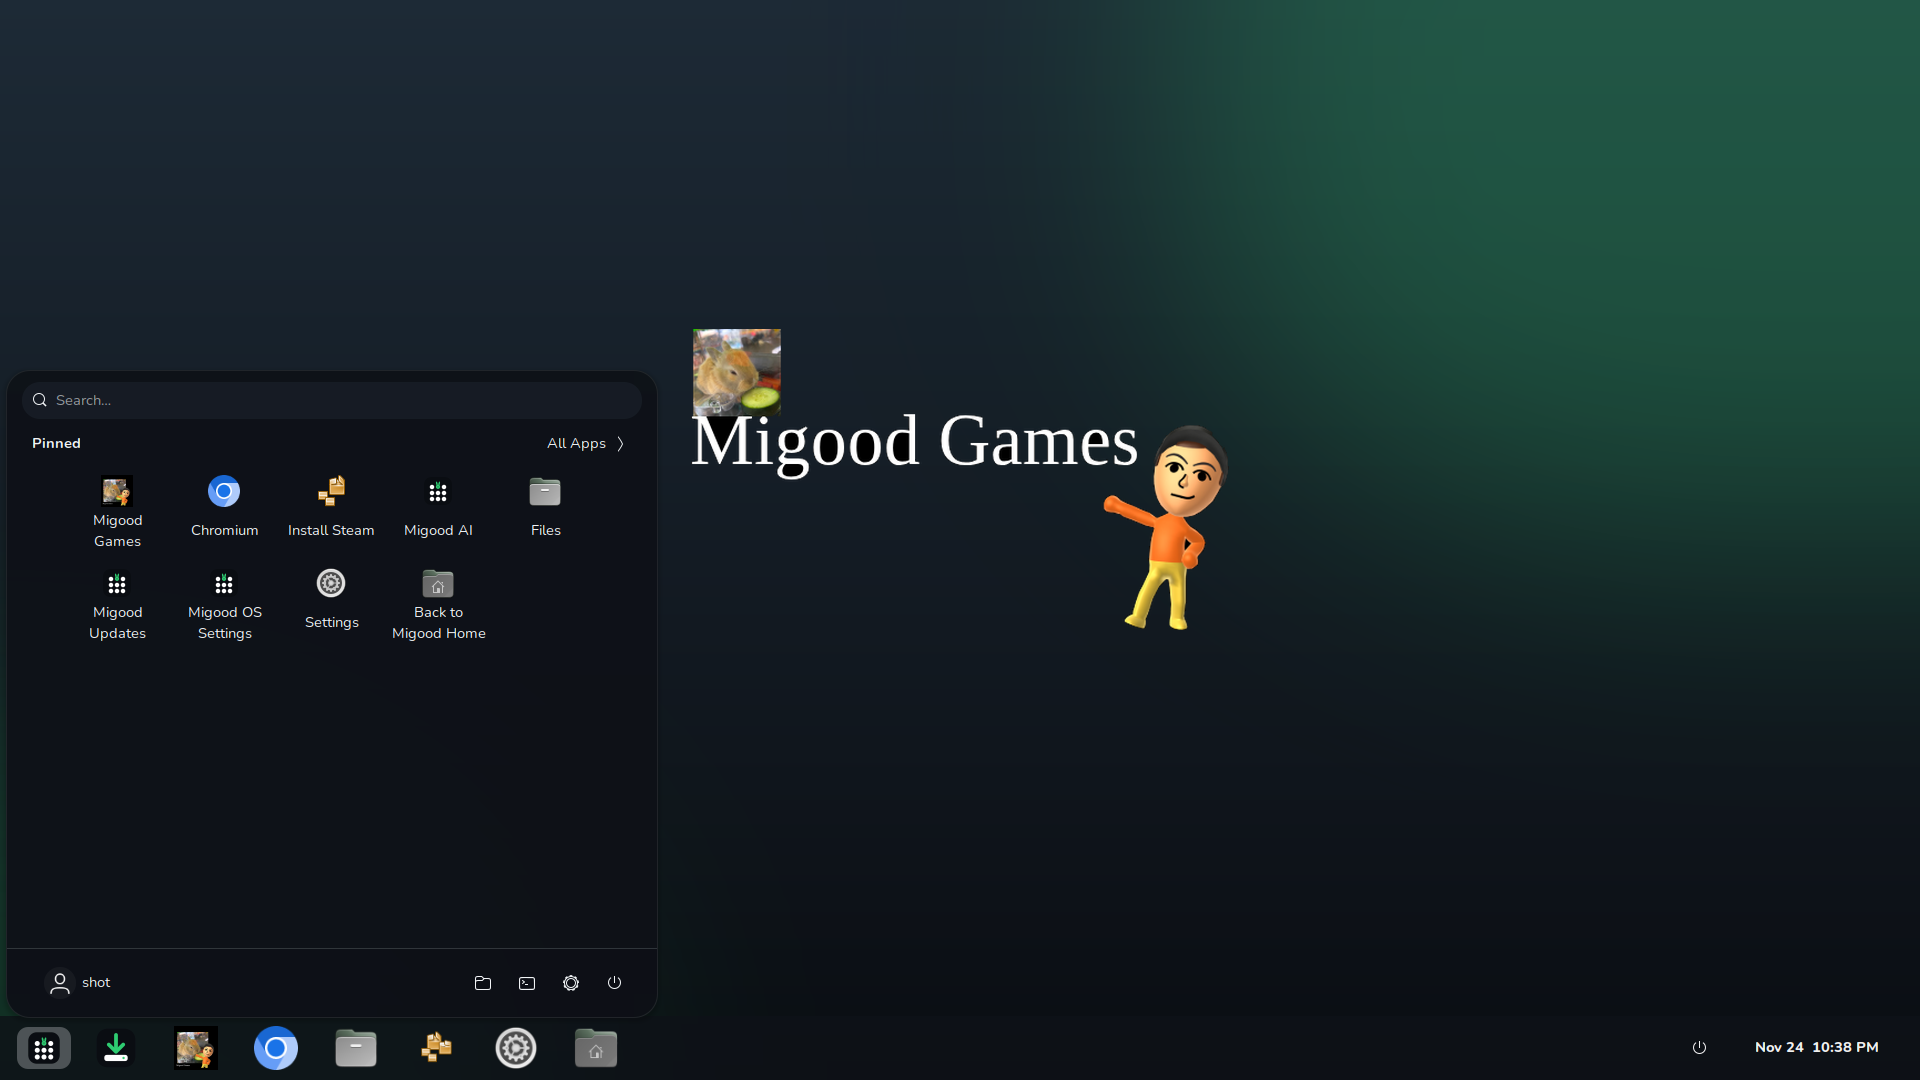 Search...
Pinned
All Apps
Migood
Games
Chromium
Install Steam
Migood AI
Files
Migood
Updates
Migood OS
Settings
Settings
Back to
Migood Home
shot
Migood Games
Nov 24 10:38 PM